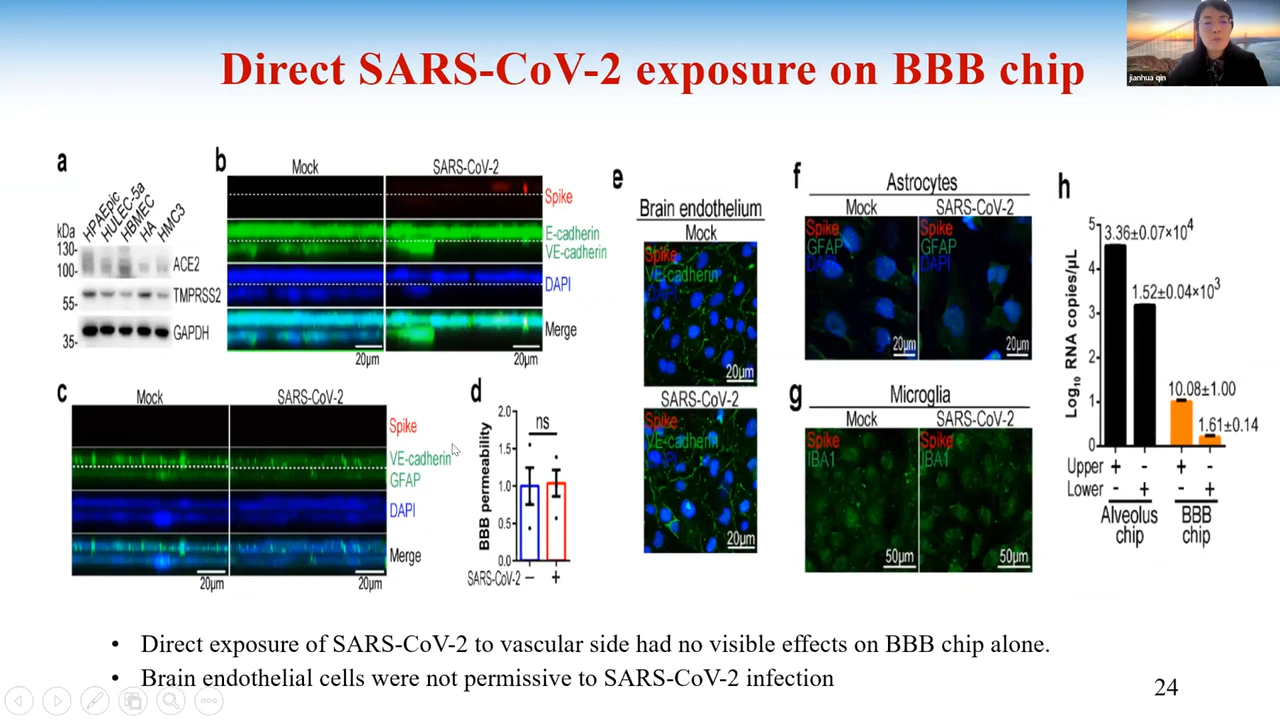 Direct SARS-CoV-2 exposure on BBB chip
jianhua qin
a
HPAEpic
HULEC-5a
HBMEC
HA
HMC3
kDa
130-
100-
55-
35-
ACE2
TMPRSS2
GAPDH
b
Mock
SARS-CoV-2
Spike
E-cadherin
VE-cadherin
DAPI
Merge
20μm
20μm
c
Mock
SARS-CoV-2
Spike
VE-cadherin
GFAP
DAPI
Merge
20μm
20μm
d
BBB permeability
2.0
1.5
1.0
0.5
0.0
ns
SARS-CoV-2 − +
e
Brain endothelium
Mock
Spike
VE-cadherin
DAPI
20μm
SARS-CoV-2
Spike
VE-cadherin
DAPI
20μm
f
Astrocytes
Mock
SARS-CoV-2
Spike
GFAP
DAPI
20μm
Spike
GFAP
DAPI
20μm
g
Microglia
Mock
SARS-CoV-2
Spike
IBA1
50μm
Spike
IBA1
50μm
h
Log₁₀ RNA copies/μL
5
4
3
2
1
0
3.36±0.07×10⁴
1.52±0.04×10³
10.08±1.00
1.61±0.14
Upper + - + -
Lower - + - +
Alveolus chip
BBB chip
• Direct exposure of SARS-CoV-2 to vascular side had no visible effects on BBB chip alone.
• Brain endothelial cells were not permissive to SARS-CoV-2 infection
24